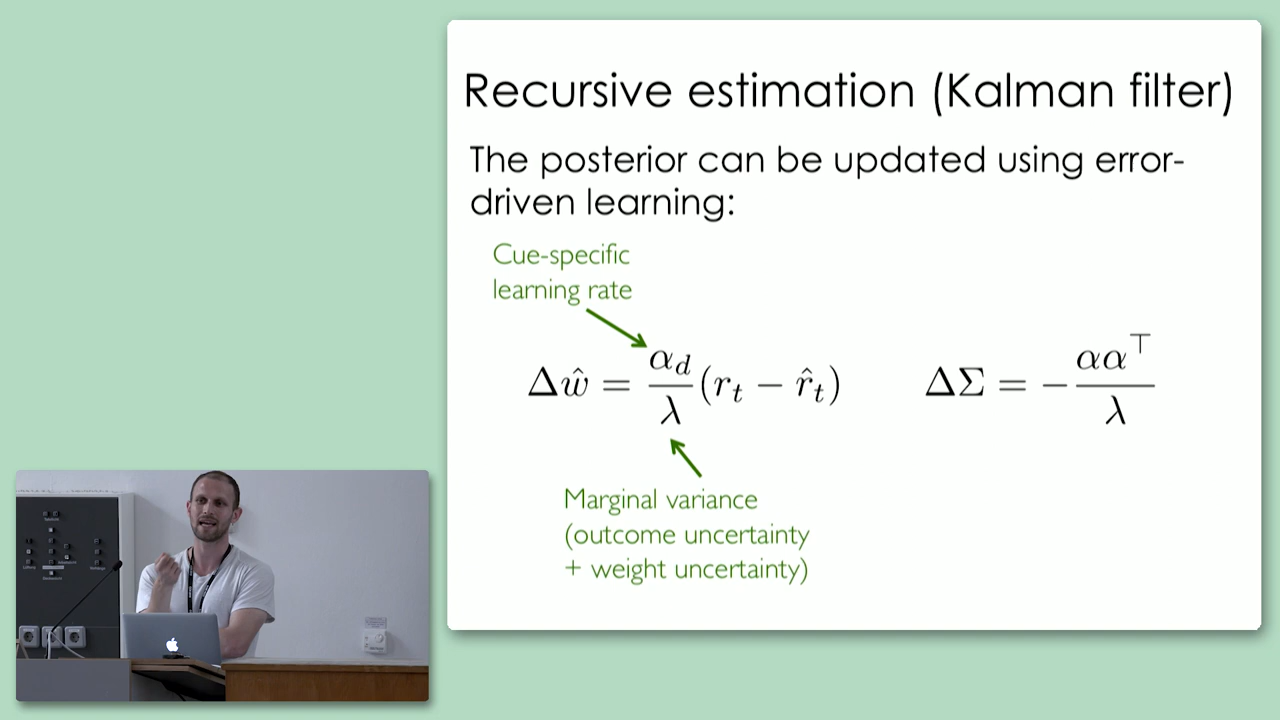 Recursive estimation (Kalman filter)
The posterior can be updated using error-
driven learning:
Cue-specific
learning rate
Δŵ = α_d/λ (r_t − r̂_t)
ΔΣ = − αα^⊤/λ
Marginal variance
(outcome uncertainty
+ weight uncertainty)